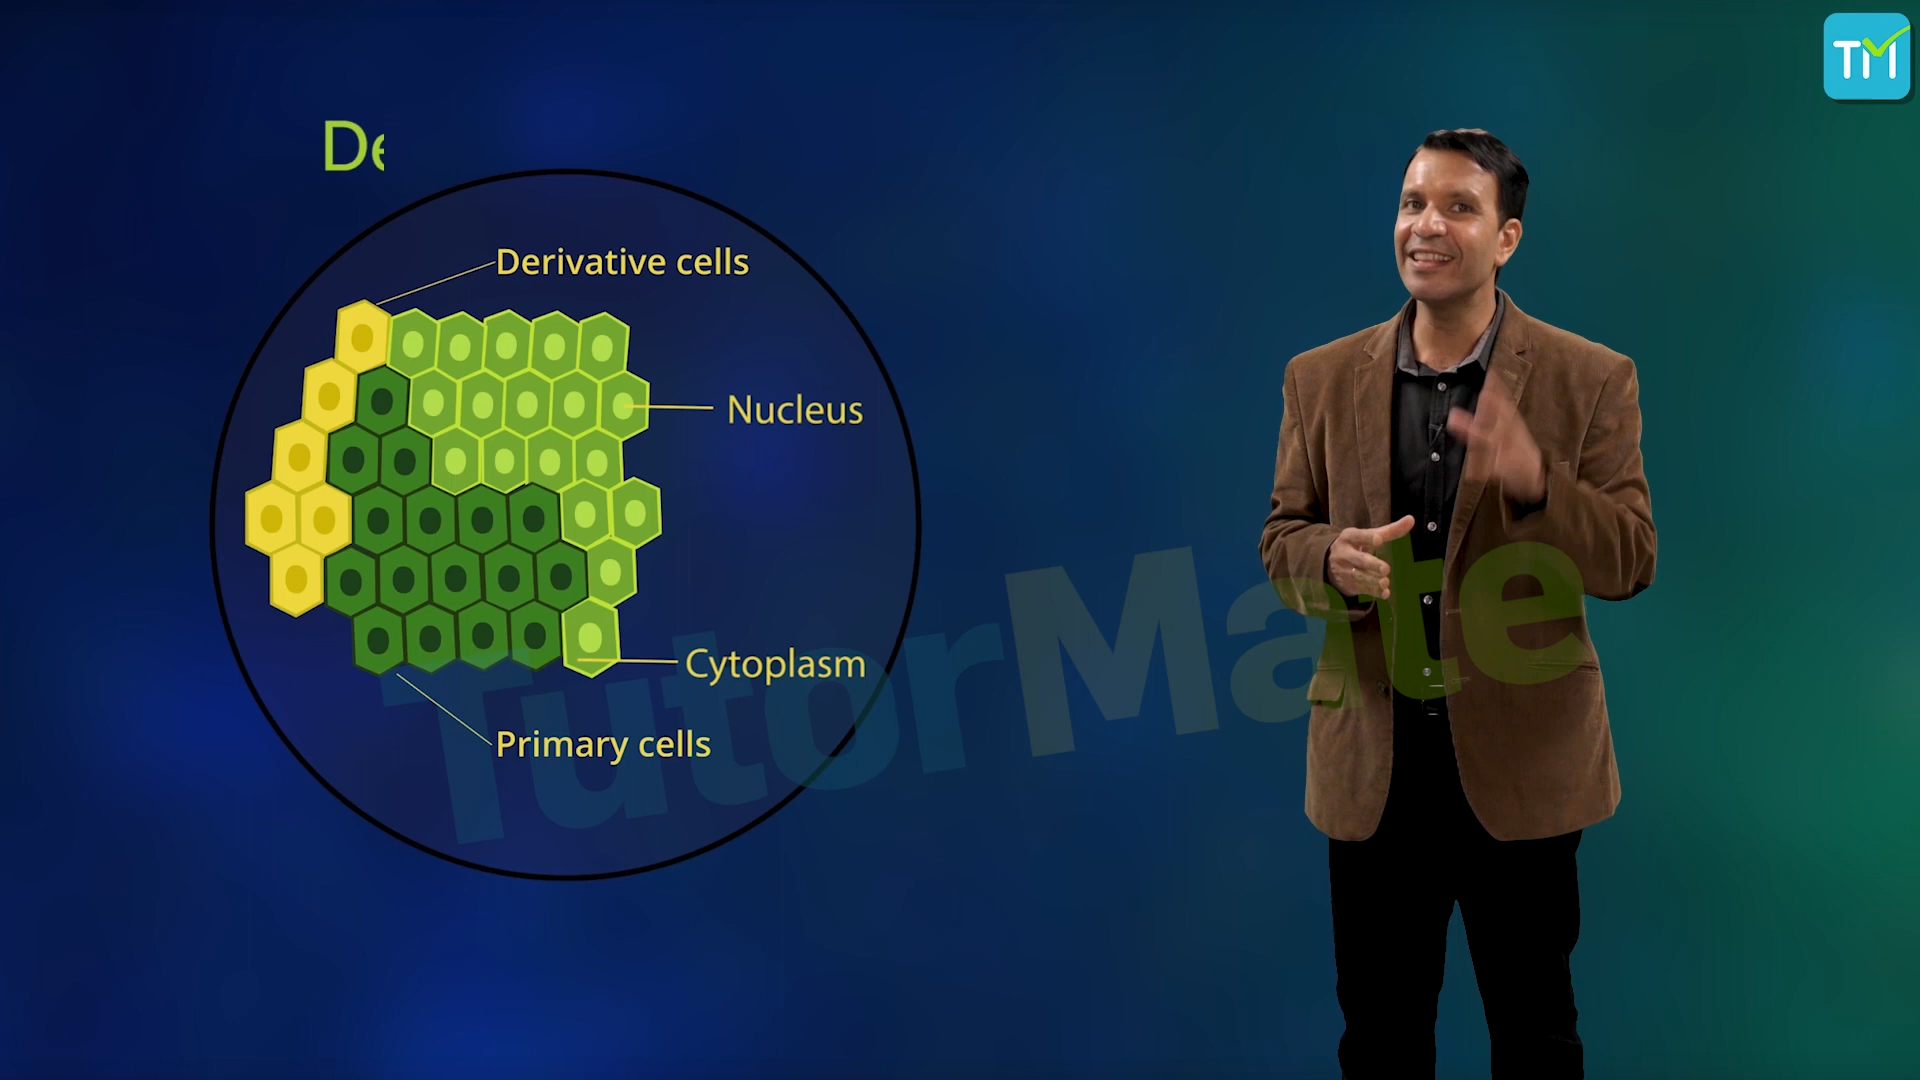 TM
De
Derivative cells
Nucleus
Cytoplasm
Primary cells
TutorMate